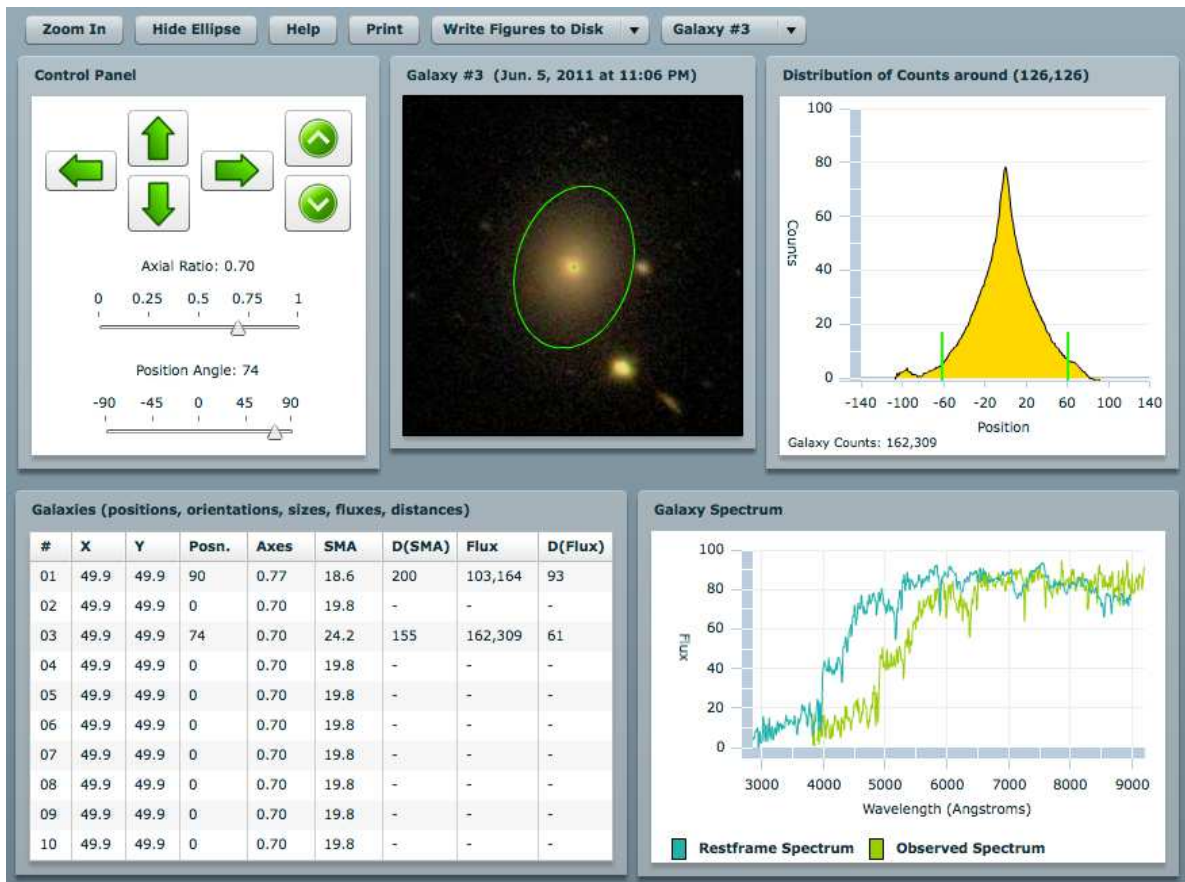 Zoom In Hide Ellipse Help Print Write Figures to Disk Galaxy #3
Control Panel
Axial Ratio: 0.70
0 0.25 0.5 0.75 1
Position Angle: 74
-90 -45 0 45 90
Galaxy #3 (Jun. 5, 2011 at 11:06 PM)
Distribution of Counts around (126,126)
100
80
60
40
20
0
Counts
-140 -100 -60 -20 20 60 100 140
Position
Galaxy Counts: 162,309
Galaxies (positions, orientations, sizes, fluxes, distances)
# X Y Posn. Axes SMA D(SMA) Flux D(Flux)
01 49.9 49.9 90 0.77 18.6 200 103,164 93
02 49.9 49.9 0 0.70 19.8 - - -
03 49.9 49.9 74 0.70 24.2 155 162,309 61
04 49.9 49.9 0 0.70 19.8 - - -
05 49.9 49.9 0 0.70 19.8 - - -
06 49.9 49.9 0 0.70 19.8 - - -
07 49.9 49.9 0 0.70 19.8 - - -
08 49.9 49.9 0 0.70 19.8 - - -
09 49.9 49.9 0 0.70 19.8 - - -
10 49.9 49.9 0 0.70 19.8 - - -
Galaxy Spectrum
100
80
60
40
20
0
Flux
3000 4000 5000 6000 7000 8000 9000
Wavelength (Angstroms)
Restframe Spectrum Observed Spectrum